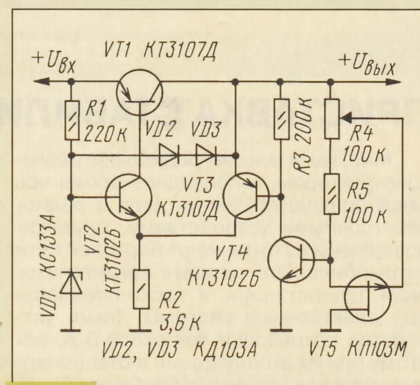 +Uвх
VT1 КТ3107Д
+Uвых
R1
220 к
VD2
VD3
R3 200 к
R4
100 к
VT3
КТ3107Д
R5
100 к
VT2
КТ3102Б
VD1 КС133А
VT4
КТ3102Б
R2
3,6 к
VD2, VD3 КД103А
VT5 КП103М